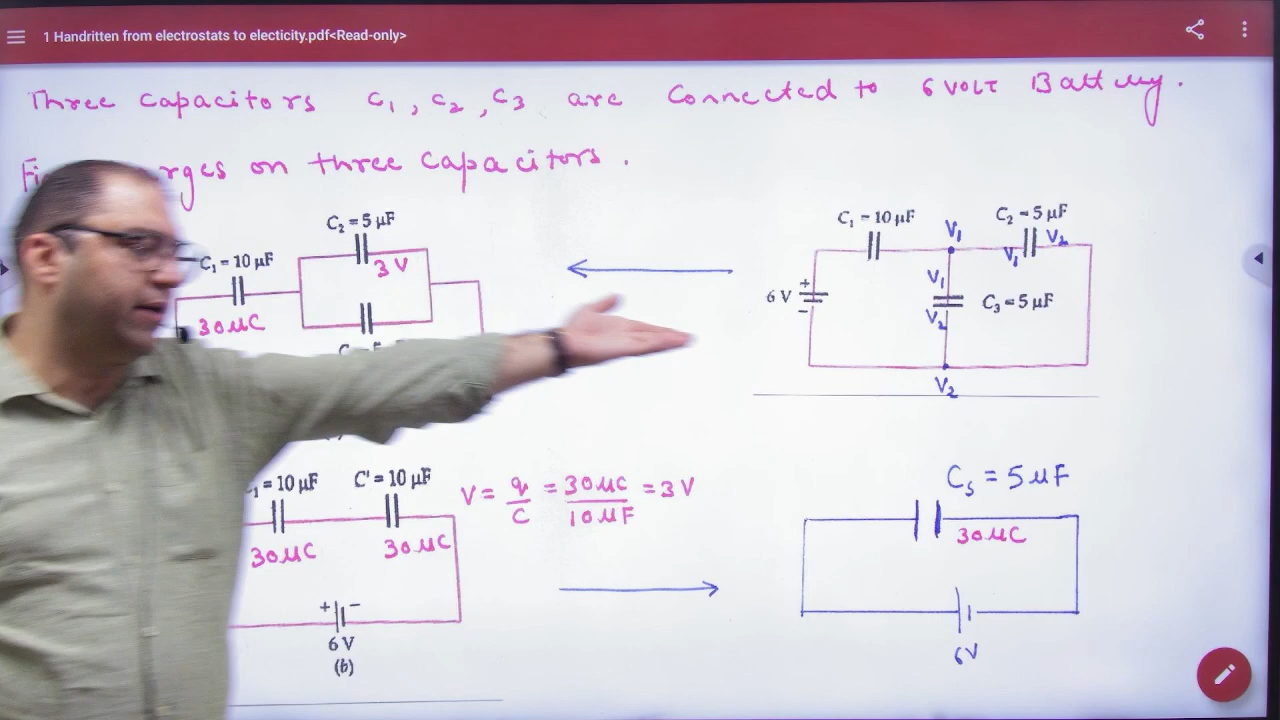 1 Handritten from electrostats to electicity.pdf<Read-only>
Three capacitors C1, C2, C3 are connected to 6 VOLT Battery.
on three capacitors.
C2 = 5 μF
3 V
C1 = 10 μF
30 μC
C1 = 10 μF
C2 = 5 μF
V1
V1
V2
V1
6 V
+
-
C3 = 5 μF
V2
V2
= 10 μF
C' = 10 μF
30 μC
30 μC
+ -
6 V
(b)
V = q/C = 30 μC/10 μF = 3 V
Cs = 5 μF
30 μC
6V